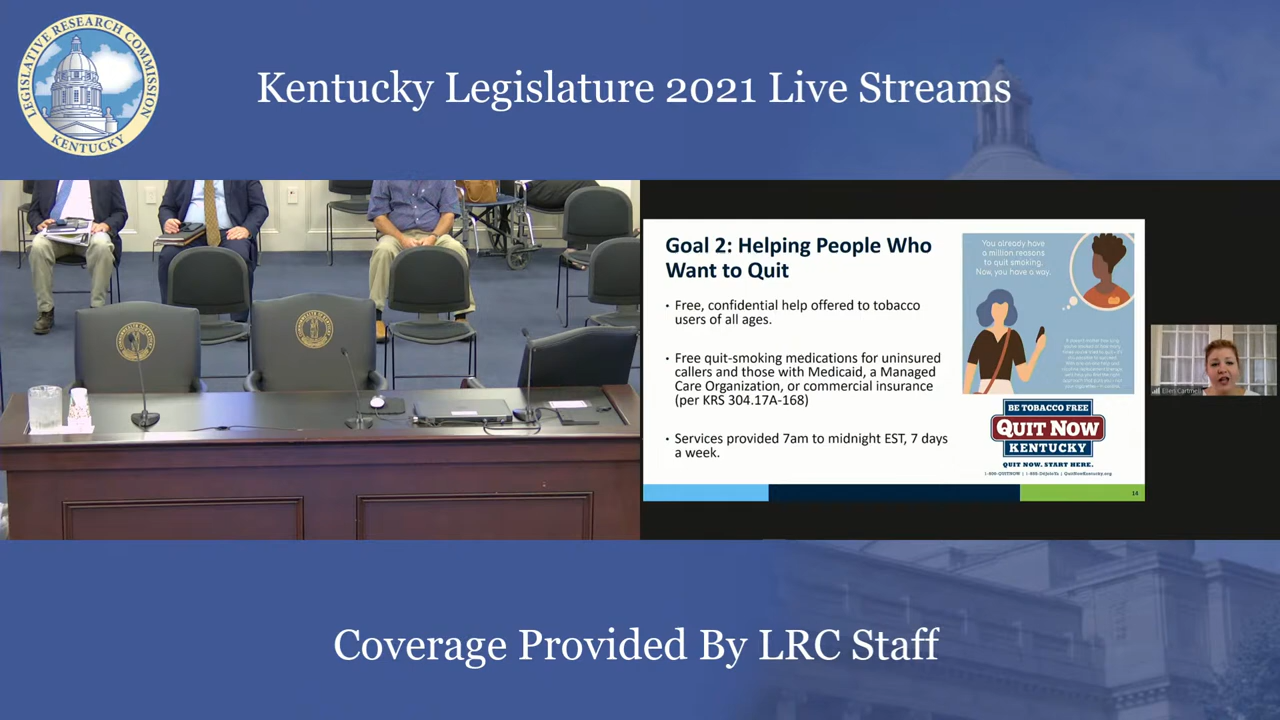 LEGISLATIVE RESEARCH COMMISSION
KENTUCKY
Kentucky Legislature 2021 Live Streams
Goal 2: Helping People Who
Want to Quit
• Free, confidential help offered to tobacco
users of all ages.
• Free quit-smoking medications for uninsured
callers and those with Medicaid, a Managed
Care Organization, or commercial insurance
(per KRS 304.17A-168)
• Services provided 7am to midnight EST, 7 days
a week.
You already have
a million reasons
to quit smoking.
Now, you have a way.
BE TOBACCO FREE
QUIT NOW
KENTUCKY
QUIT NOW. START HERE.
QuitNowKentucky.org
14
Coverage Provided By LRC Staff